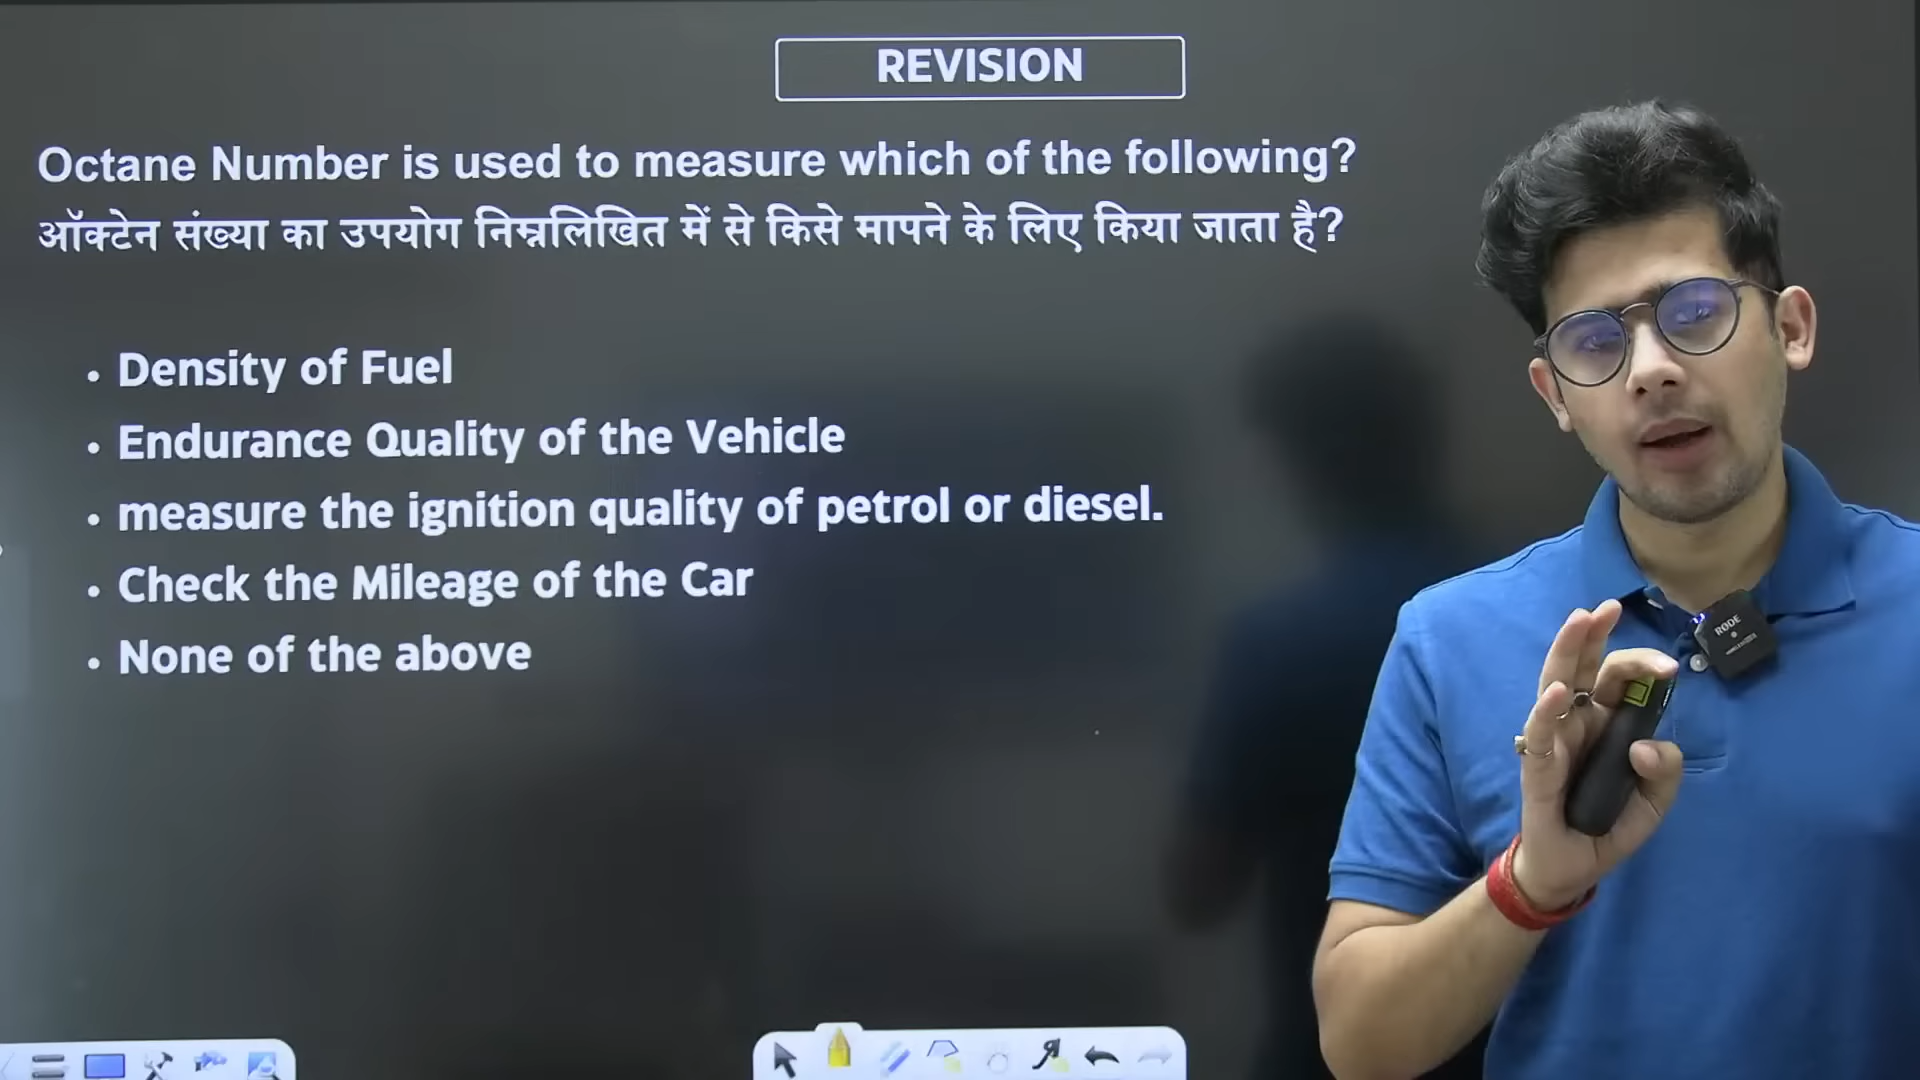 REVISION
Octane Number is used to measure which of the following?
ऑक्टेन संख्या का उपयोग निम्नलिखित में से किसे मापने के लिए किया जाता है?
• Density of Fuel
• Endurance Quality of the Vehicle
• measure the ignition quality of petrol or diesel.
• Check the Mileage of the Car
• None of the above
RODE